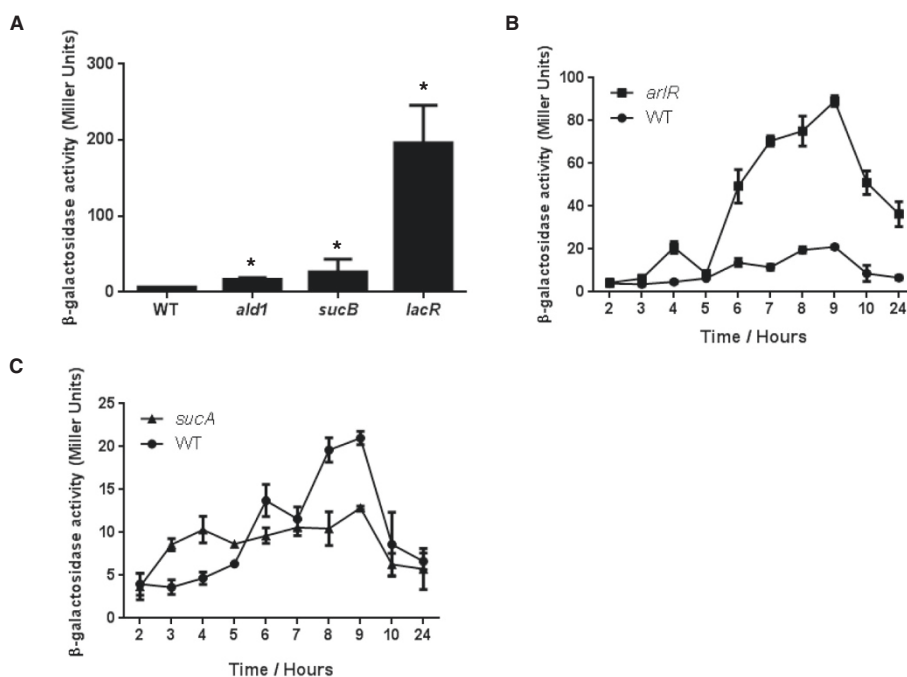 A
β-galactosidase activity (Miller Units)
300
200
100
0
*
*
*
WT
ald1
sucB
lacR
B
β-galactosidase activity (Miller Units)
100
80
60
40
20
0
arlR
WT
2 3 4 5 6 7 8 9 10 24
Time / Hours
C
β-galactosidase activity (Miller Units)
25
20
15
10
5
0
sucA
WT
2 3 4 5 6 7 8 9 10 24
Time / Hours